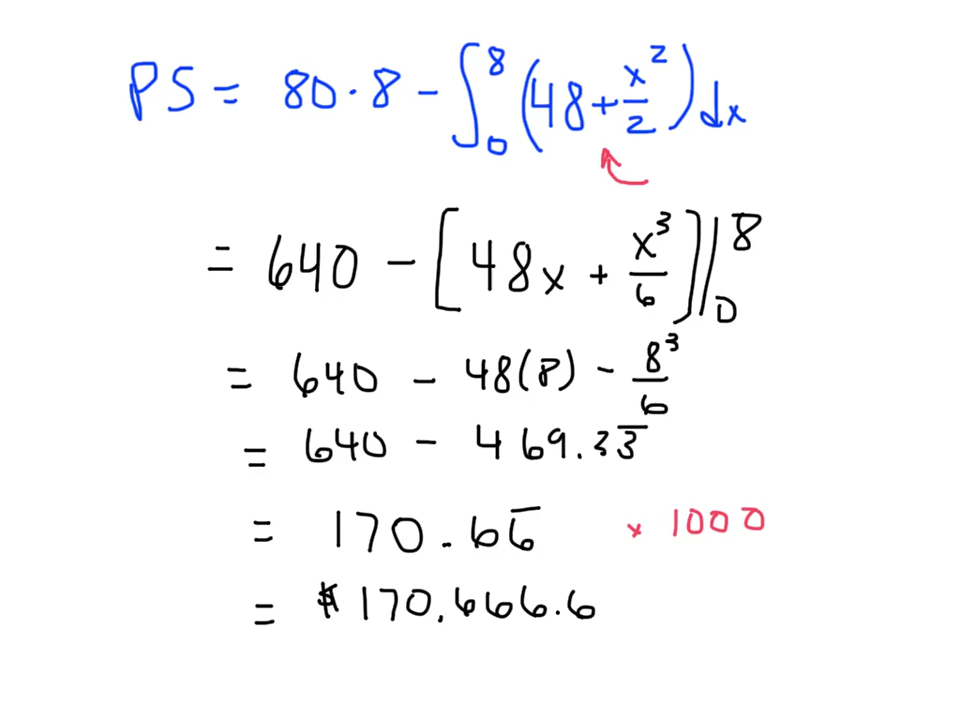 PS = 80·8 - ∫₀⁸ (48 + x²/2) dx
= 640 - [48x + x³/6] |₀⁸
= 640 - 48(8) - 8³/6
= 640 - 469.33̅
= 170.66̅ × 1000
= $170,666.6